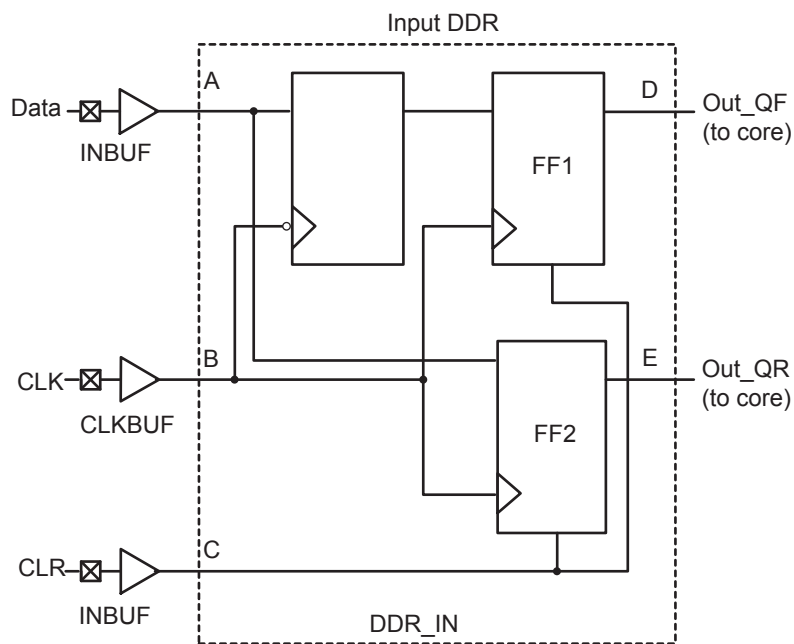 Input DDR
A
D
Data
Out_QF
(to core)
INBUF
FF1
B
E
CLK
Out_QR
(to core)
CLKBUF
FF2
C
CLR
INBUF
DDR_IN